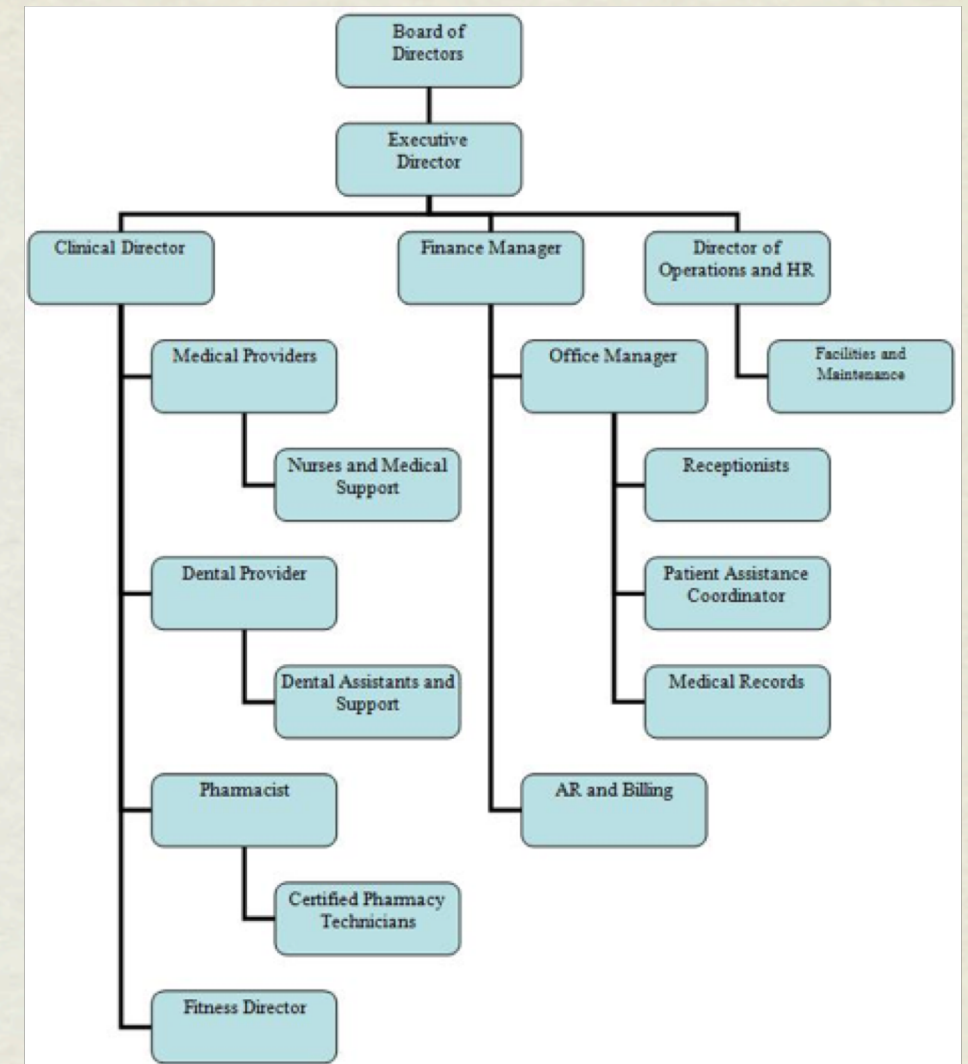 Board of
Directors
Executive
Director
Clinical Director
Finance Manager
Director of
Operations and HR
Medical Providers
Office Manager
Facilities and
Maintenance
Nurses and Medical
Support
Receptionists
Dental Provider
Patient Assistance
Coordinator
Dental Assistants and
Support
Medical Records
Pharmacist
AR and Billing
Certified Pharmacy
Technicians
Fitness Director